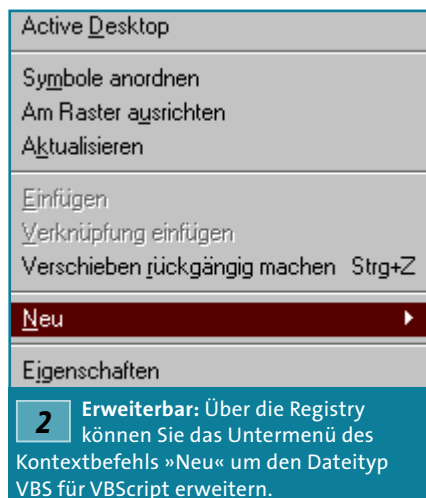 Active Desktop
Symbole anordnen
Am Raster ausrichten
Aktualisieren
Einfügen
Verknüpfung einfügen
Verschieben rückgängig machen Strg+Z
Neu
Eigenschaften
2 Erweiterbar: Über die Registry
können Sie das Untermenü des
Kontextbefehls »Neu« um den Dateityp
VBS für VBScript erweitern.